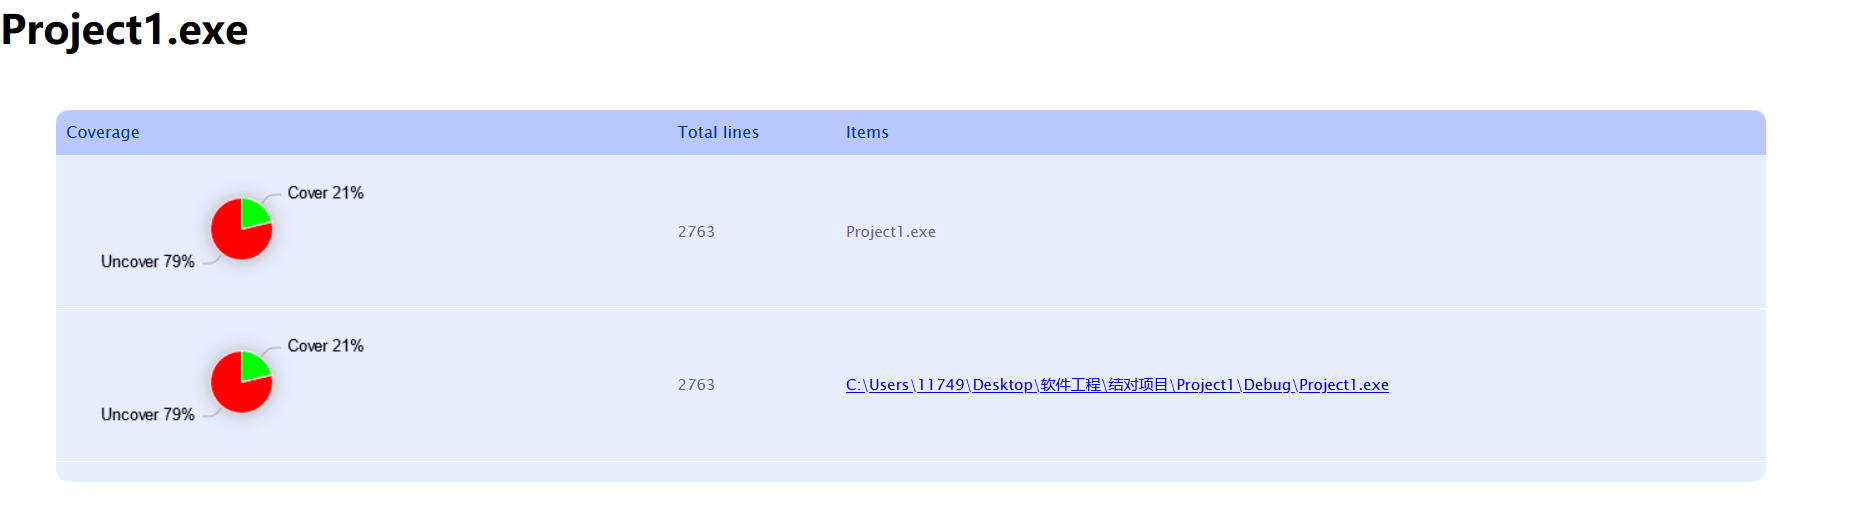 Project1.exe
Coverage Total lines Items
Cover 21%
2763 Project1.exe
Uncover 79%
Cover 21%
2763 C:\Users\11749\Desktop\软件工程\结对项目\Project1\Debug\Project1.exe
Uncover 79%